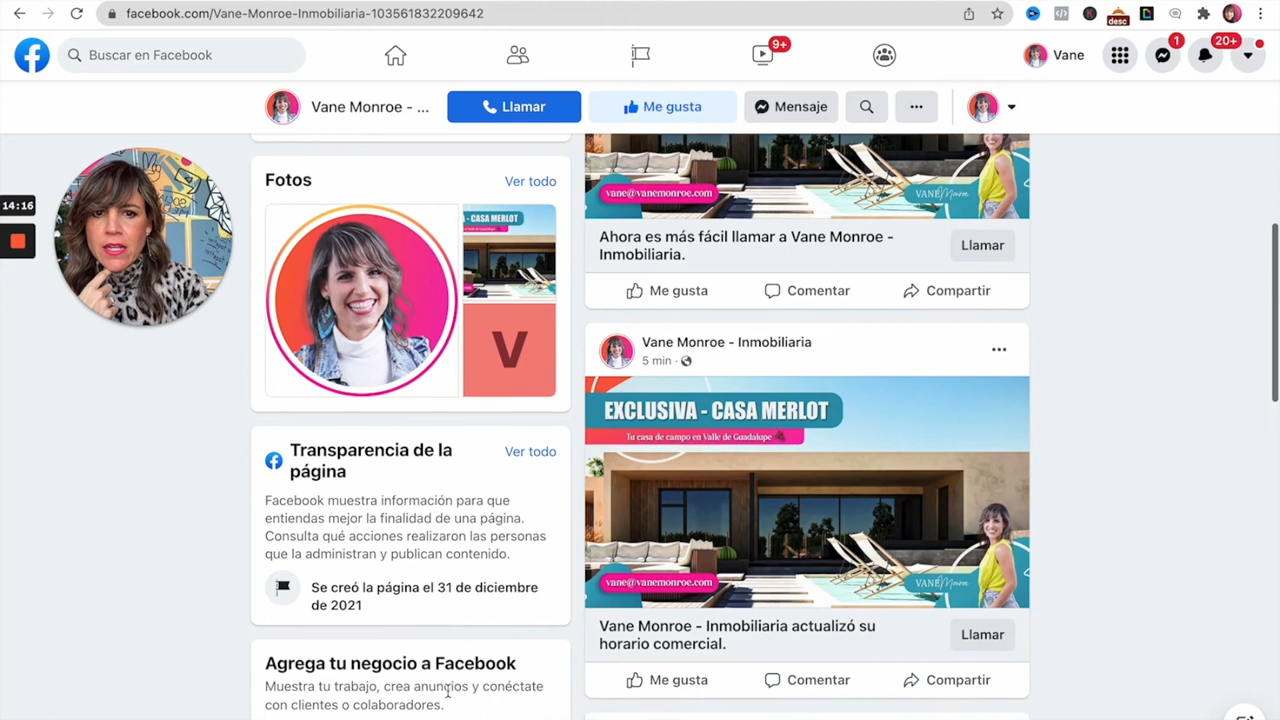 facebook.com/Vane-Monroe-Inmobiliaria-103561832209642
desc
Buscar en Facebook
9+
Vane
1
20+
Vane Monroe - ...
Llamar
Me gusta
Mensaje
14:16
Fotos
Ver todo
- CASA MERLOT
V
Transparencia de la
página
Ver todo
Facebook muestra información para que
entiendas mejor la finalidad de una página.
Consulta qué acciones realizaron las personas
que la administran y publican contenido.
Se creó la página el 31 de diciembre
de 2021
Agrega tu negocio a Facebook
Muestra tu trabajo, crea anuncios y conéctate
con clientes o colaboradores.
vane@vanemonroe.com
VANE Monroe
Ahora es más fácil llamar a Vane Monroe -
Inmobiliaria.
Llamar
Me gusta
Comentar
Compartir
Vane Monroe - Inmobiliaria
5 min ·
EXCLUSIVA - CASA MERLOT
Tu casa de campo en Valle de Guadalupe
vane@vanemonroe.com
VANE Monroe
Vane Monroe - Inmobiliaria actualizó su
horario comercial.
Llamar
Me gusta
Comentar
Compartir